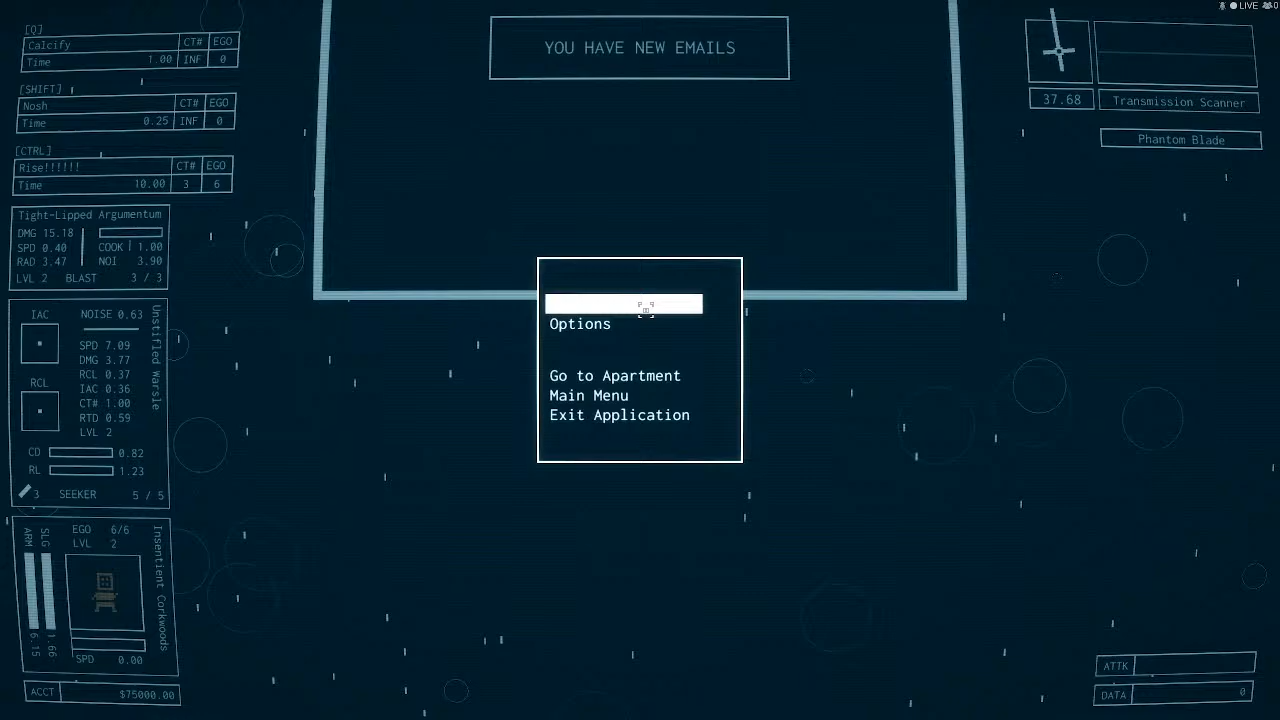 LIVE 0
[Q]
Calcify CT# EGO
Time 1.00 INF 0
[SHIFT]
Nosh CT# EGO
Time 0.25 INF 0
[CTRL]
Rise!!!!!! CT# EGO
Time 10.00 3 6
Tight-Lipped Argumentum
DMG 15.18
SPD 0.40 COOK 1.00
RAD 3.47 NOI 3.90
LVL 2 BLAST 3 / 3
IAC NOISE 0.63
Unstifled Warsle
SPD 7.09
DMG 3.77
RCL RCL 0.37
IAC 0.36
CT# 1.00
RTD 0.59
LVL 2
CD 0.82
RL 1.23
3 SEEKER 5 / 5
ARM SLG EGO 6/6
LVL 2
Insentient Corkwoods
6.15 1.66
SPD 0.00
ACCT $75000.00
YOU HAVE NEW EMAILS
Options
Go to Apartment
Main Menu
Exit Application
37.68 Transmission Scanner
Phantom Blade
ATTK
DATA 0